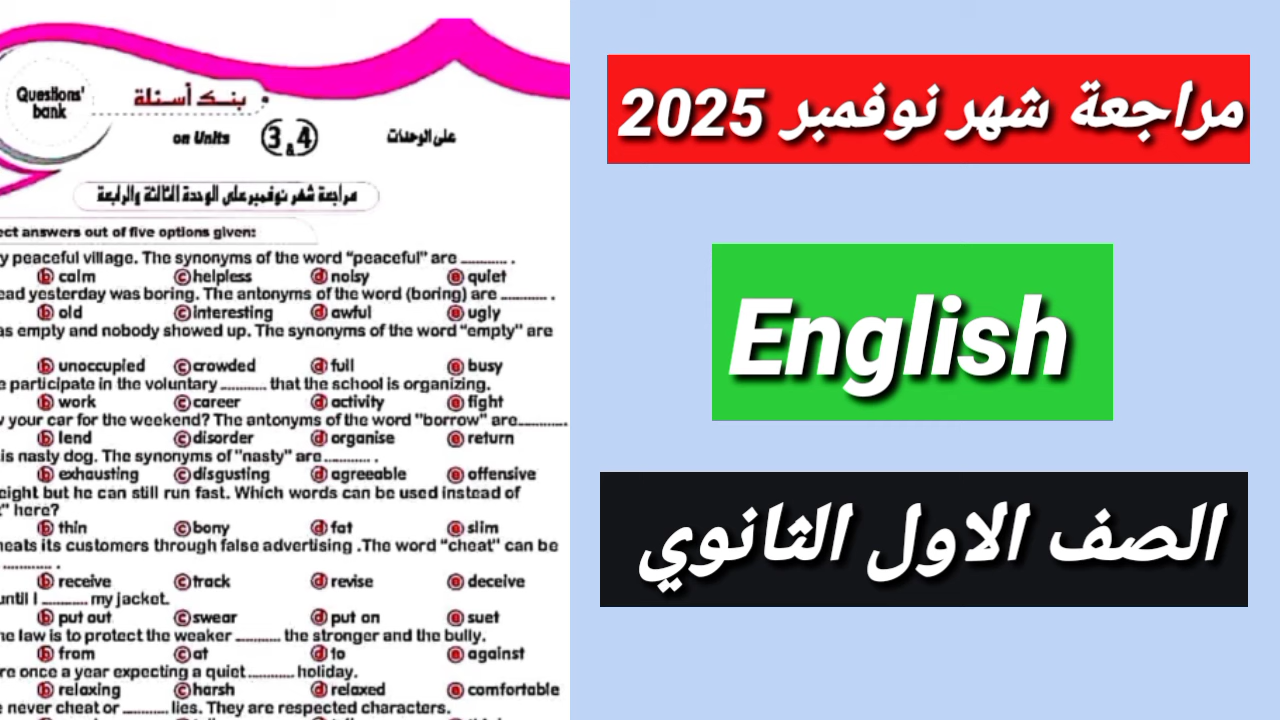 Questions'
bank
بنك أسئلة
on Units 3 & 4 على الوحدات
مراجعة شهر نوفمبر على الوحدة الثالثة والرابعة
ect answers out of five options given:
y peaceful village. The synonyms of the word "peaceful" are ............ .
b calm c helpless d noisy e quiet
ead yesterday was boring. The antonyms of the word (boring) are ............ .
b old c interesting d awful e ugly
as empty and nobody showed up. The synonyms of the word "empty" are
b unoccupied c crowded d full e busy
e participate in the voluntary ............ that the school is organizing.
b work c career d activity e fight
w your car for the weekend? The antonyms of the word "borrow" are............
b lend c disorder d organise e return
is nasty dog. The synonyms of "nasty" are ............ .
b exhausting c disgusting d agreeable e offensive
eight but he can still run fast. Which words can be used instead of
t" here?
b thin c bony d fat e slim
heats its customers through false advertising .The word "cheat" can be
............ .
b receive c track d revise e deceive
until I ............ my jacket.
b put out c swear d put on e suet
he law is to protect the weaker ............ the stronger and the bully.
b from c at d to e against
re once a year expecting a quiet ............ holiday.
b relaxing c harsh d relaxed e comfortable
e never cheat or ............ lies. They are respected characters.
مراجعة شهر نوفمبر 2025
English
الصف الاول الثانوي